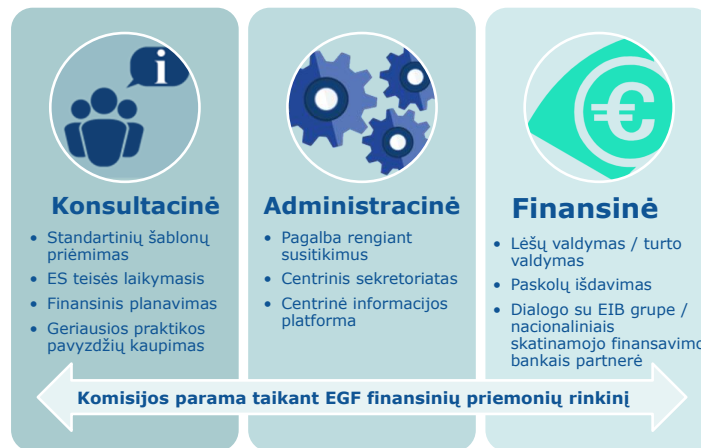 i
Konsultacinė
• Standartinių šablonų
priėmimas
• ES teisės laikymasis
• Finansinis planavimas
• Geriausios praktikos
pavyzdžių kaupimas
Administracinė
• Pagalba rengiant
susitikimus
• Centrinis sekretoriatas
• Centrinė informacijos
platforma
€
Finansinė
• Lėšų valdymas / turto
valdymas
• Paskolų išdavimas
• Dialogo su EIB grupe /
nacionaliniais
skatinamojo finansavimo
bankais partnerė
Komisijos parama taikant EGF finansinių priemonių rinkinį